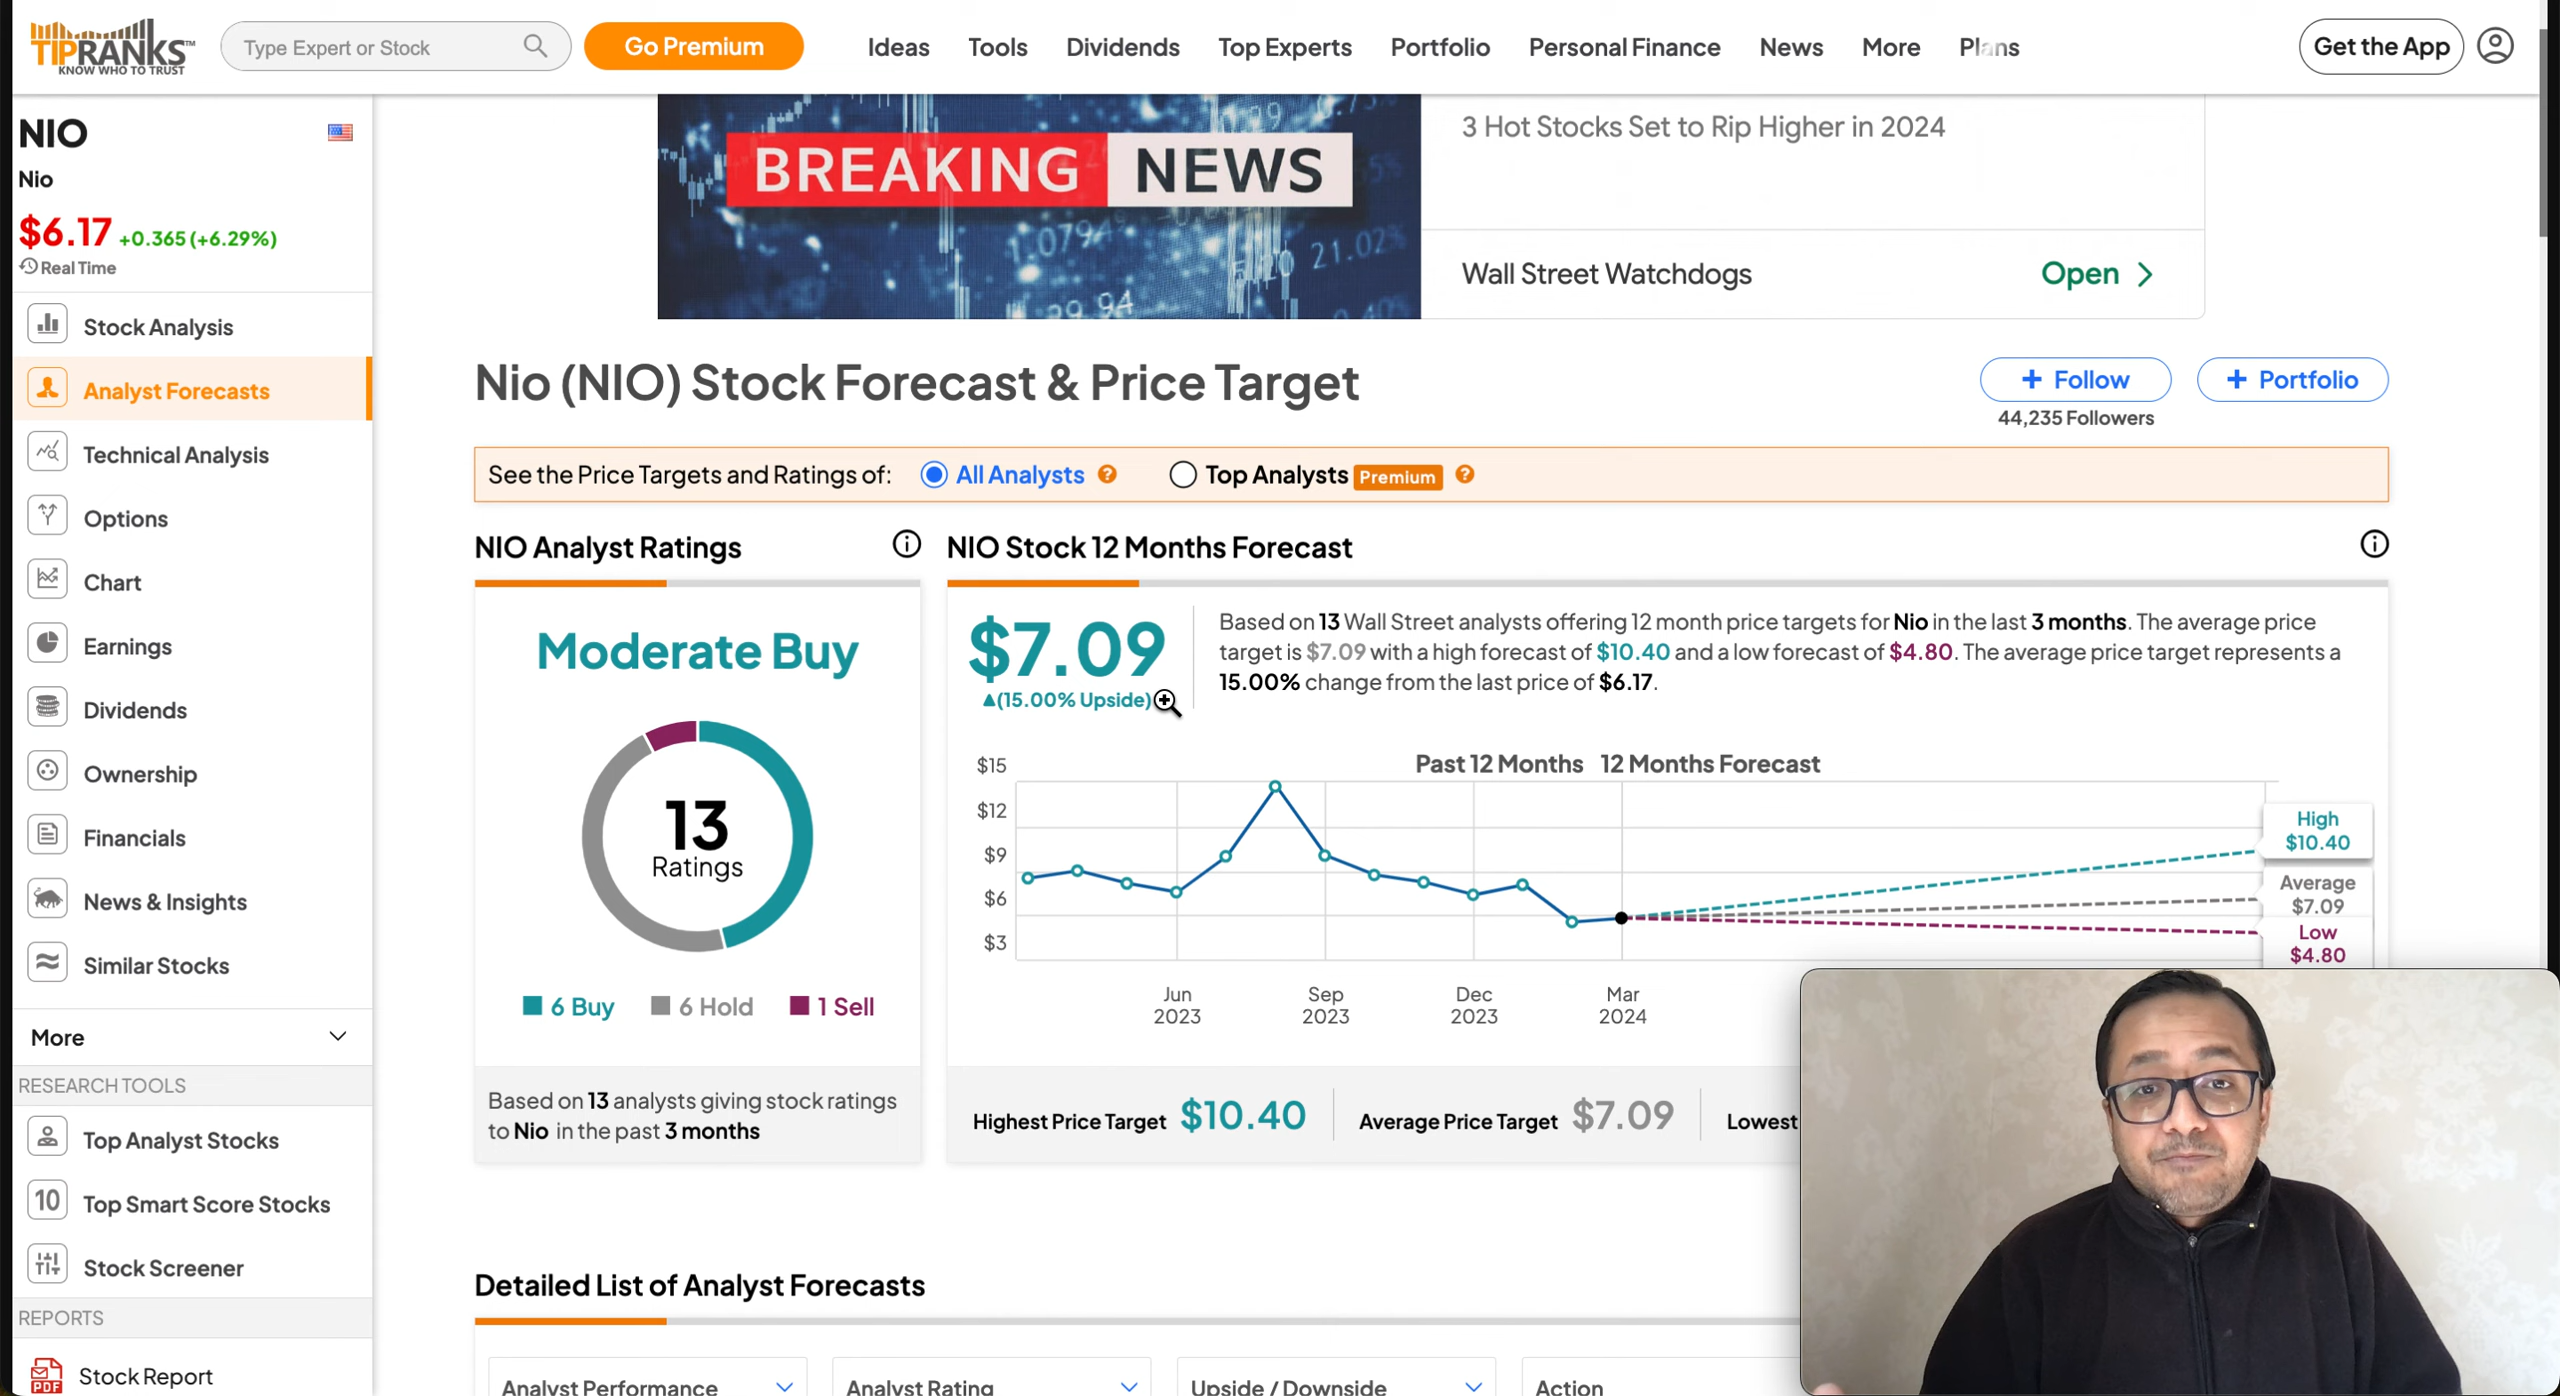 TIPRANKS™
KNOW WHO TO TRUST
Type Expert or Stock
Go Premium
Ideas
Tools
Dividends
Top Experts
Portfolio
Personal Finance
News
More
Plans
Get the App
NIO
Nio
$6.17 +0.365 (+6.29%)
Real Time
Stock Analysis
Analyst Forecasts
Technical Analysis
Options
Chart
Earnings
Dividends
Ownership
Financials
News & Insights
Similar Stocks
More
RESEARCH TOOLS
Top Analyst Stocks
10 Top Smart Score Stocks
Stock Screener
REPORTS
PDF Stock Report
BREAKING NEWS
1.079
21.02
29.94
3 Hot Stocks Set to Rip Higher in 2024
Wall Street Watchdogs
Open
Nio (NIO) Stock Forecast & Price Target
+ Follow
44,235 Followers
+ Portfolio
See the Price Targets and Ratings of: All Analysts ? Top Analysts Premium ?
NIO Analyst Ratings
Moderate Buy
13
Ratings
6 Buy 6 Hold 1 Sell
Based on 13 analysts giving stock ratings
to Nio in the past 3 months
NIO Stock 12 Months Forecast
$7.09
▲(15.00% Upside)
Based on 13 Wall Street analysts offering 12 month price targets for Nio in the last 3 months. The average price
target is $7.09 with a high forecast of $10.40 and a low forecast of $4.80. The average price target represents a
15.00% change from the last price of $6.17.
Past 12 Months 12 Months Forecast
$15
$12
$9
$6
$3
High
$10.40
Average
$7.09
Low
$4.80
Jun
2023
Sep
2023
Dec
2023
Mar
2024
Highest Price Target $10.40
Average Price Target $7.09
Lowest
Detailed List of Analyst Forecasts
Analyst Performance
Analyst Rating
Upside / Downside
Action